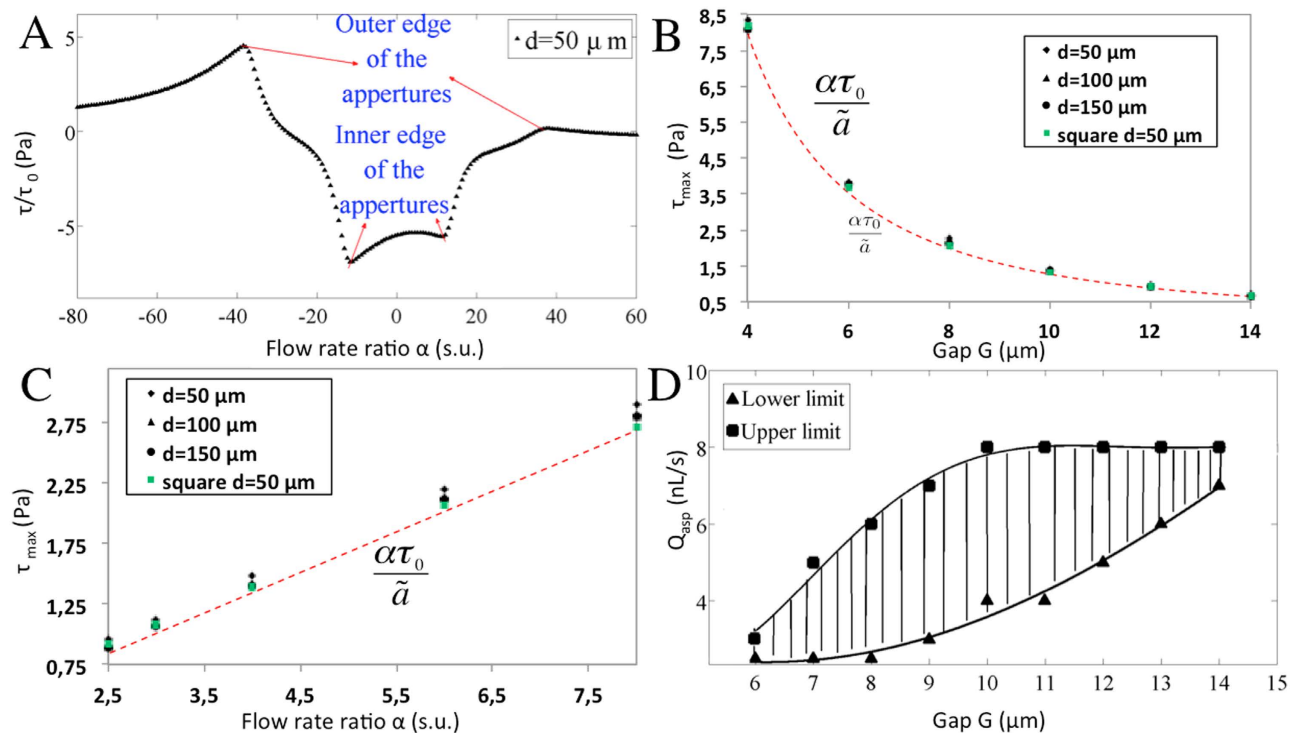 A
5
0
-5
τ/τ₀ (Pa)
Outer edge
of the
appertures
Inner edge
of the
appertures
▲ d=50 μ m
-80 -60 -40 -20 0 20 40 60
Flow rate ratio α (s.u.)
B
8,5
7,5
6,5
5,5
4,5
3,5
2,5
1,5
0,5
τmax (Pa)
ατ₀
ã
ατ₀
ã
d=50 μm
d=100 μm
d=150 μm
square d=50 μm
4 6 8 10 12 14
Gap G (μm)
C
2,75
2,25
1,75
1,25
0,75
τmax (Pa)
d=50 μm
d=100 μm
d=150 μm
square d=50 μm
ατ₀
ã
2,5 3,5 4,5 5,5 6,5 7,5
Flow rate ratio α (s.u.)
D
10
8
6
4
Qasp (nL/s)
Lower limit
Upper limit
6 7 8 9 10 11 12 13 14 15
Gap G (μm)